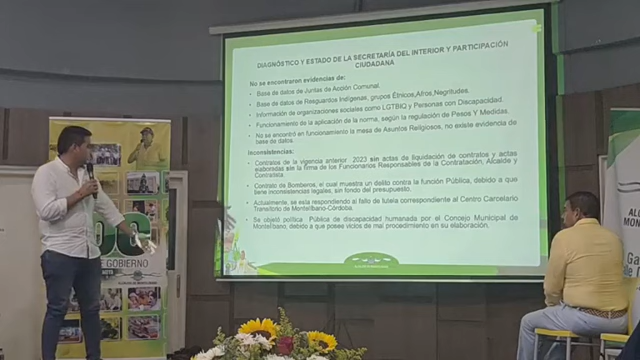 DIAGNÓSTICO Y ESTADO DE LA SECRETARÍA DEL INTERIOR Y PARTICIPACIÓN
CIUDADANA
No se encontraron evidencias de:
• Base de datos de Juntas de Acción Comunal.
• Base de datos de Resguardos Indígenas, grupos Étnicos, Afros, Negritudes.
• Información de organizaciones sociales como LGTBIQ y Personas con Discapacidad.
• Funcionamiento de la aplicación de la norma, según la regulación de Pesos Y Medidas.
• No se encontró en funcionamiento la mesa de Asuntos Religiosos, no existe evidencia de
base de datos.
Inconsistencias:
• Contratos de la vigencia anterior 2023 sin actas de liquidación de contratos y actas
elaboradas sin la firma de los Funcionarios Responsables de la Contratación, Alcalde y
Contratista.
• Contrato de Bomberos, el cual muestra un delito contra la función Pública, debido a que
tiene inconsistencias legales, sin fondo del presupuesto.
• Actualmente, se está respondiendo al fallo de tutela correspondiente al Centro Carcelario
Transitorio de Montelíbano-Córdoba.
• Se objetó política Pública de discapacidad humanada por el Concejo Municipal de
Montelíbano, debido a que posee vicios de mal procedimiento en su elaboración.
DE GOBIERNO